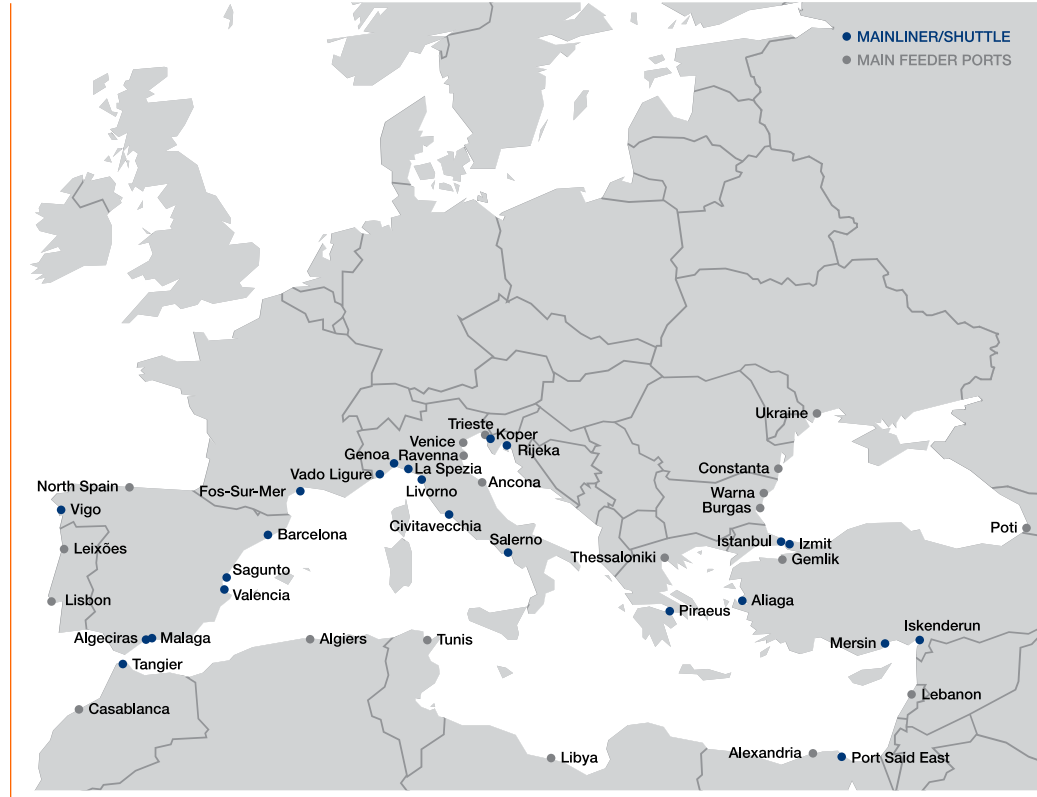 MAINLINER/SHUTTLE
MAIN FEEDER PORTS
Ukraine
Trieste
Koper
Venice
Rijeka
Genoa
Ravenna
La Spezia
Vado Ligure
Constanta
North Spain
Fos-Sur-Mer
Livorno
Ancona
Warna
Vigo
Burgas
Civitavecchia
Poti
Barcelona
Salerno
Istanbul
Izmit
Leixões
Thessaloniki
Gemlik
Sagunto
Valencia
Lisbon
Aliaga
Piraeus
Iskenderun
Algeciras
Malaga
Algiers
Tunis
Mersin
Tangier
Lebanon
Casablanca
Alexandria
Libya
Port Said East